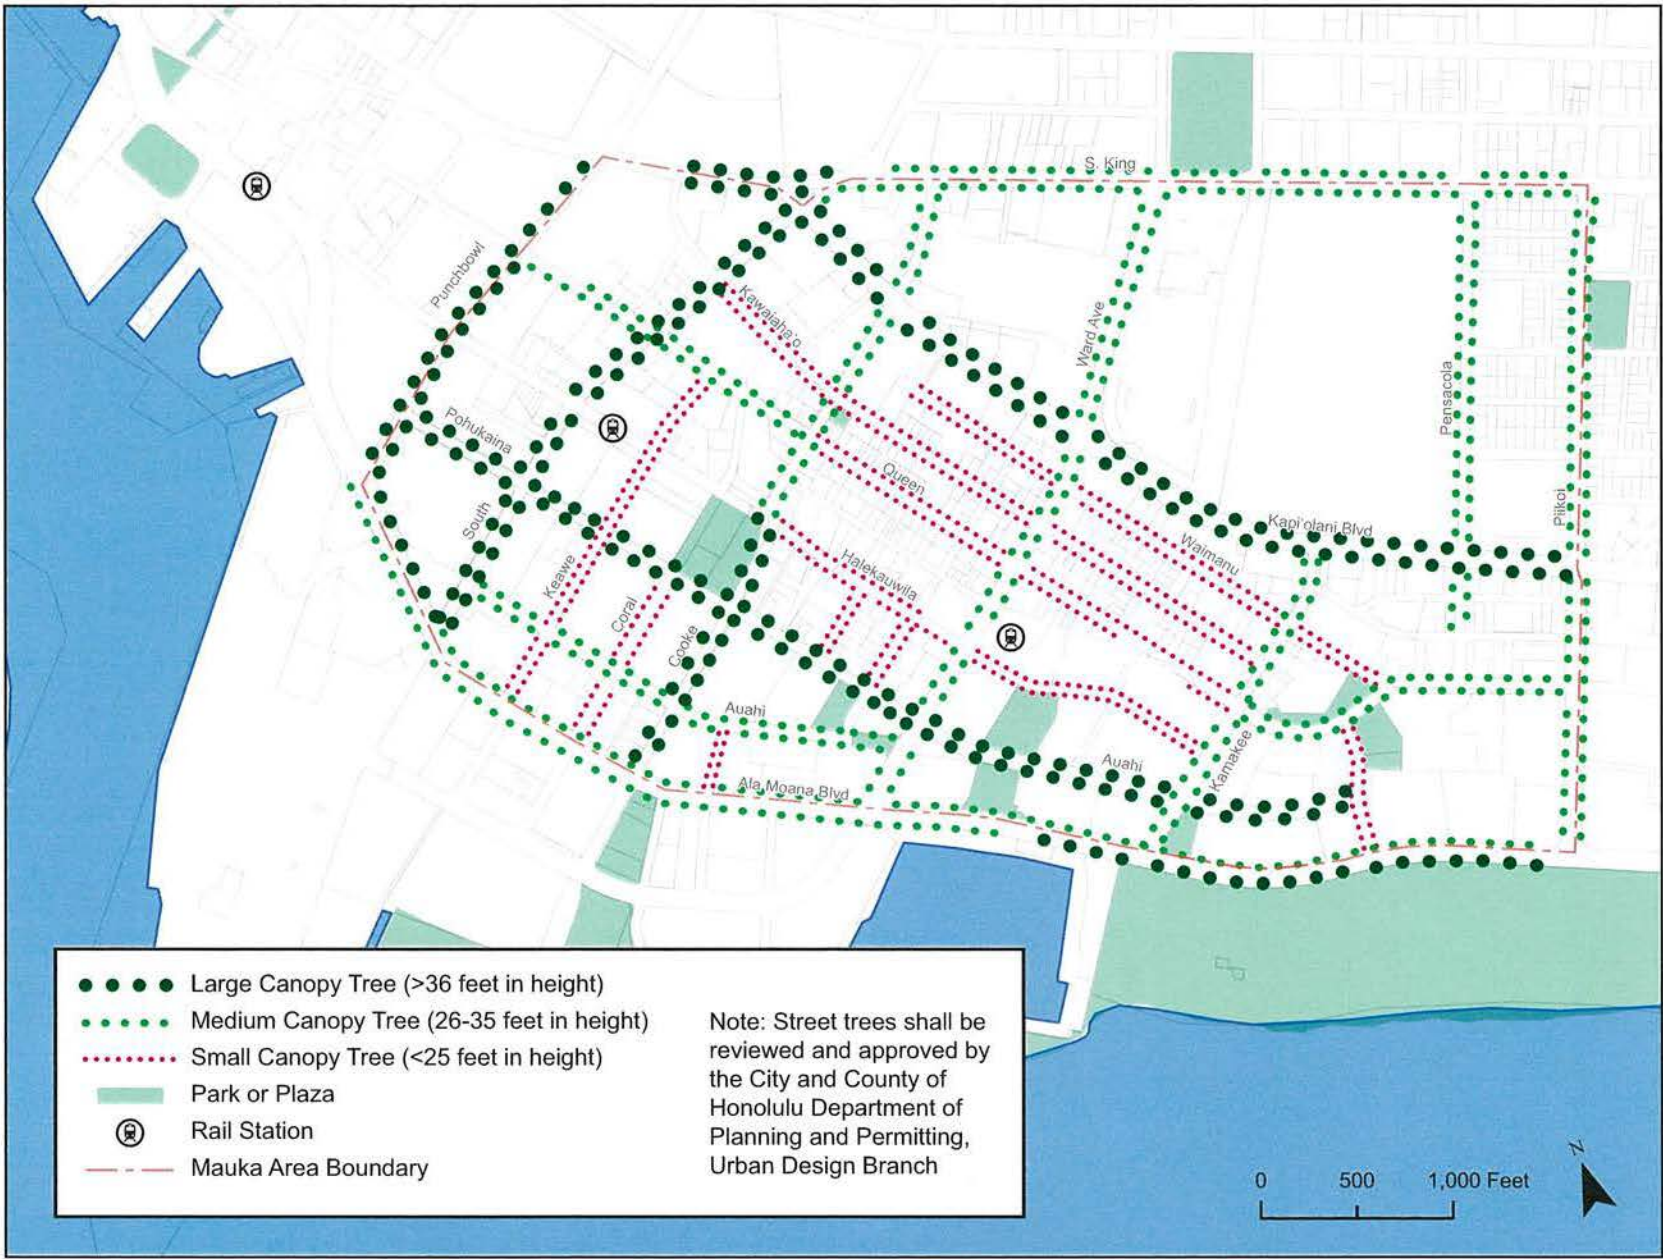 S. King
Punchbowl
Kawaiaha'o
Ward Ave
Pensacola
Pohukaina
Queen
South
Piikoi
Kapi'olani Blvd
Waimanu
Keawe
Halekauwila
Coral
Cooke
Auahi
Auahi
Kamakee
Ala Moana Blvd
Large Canopy Tree (>36 feet in height)
Medium Canopy Tree (26-35 feet in height)
Small Canopy Tree (<25 feet in height)
Park or Plaza
Rail Station
Mauka Area Boundary
Note: Street trees shall be
reviewed and approved by
the City and County of
Honolulu Department of
Planning and Permitting,
Urban Design Branch
N
0 500 1,000 Feet